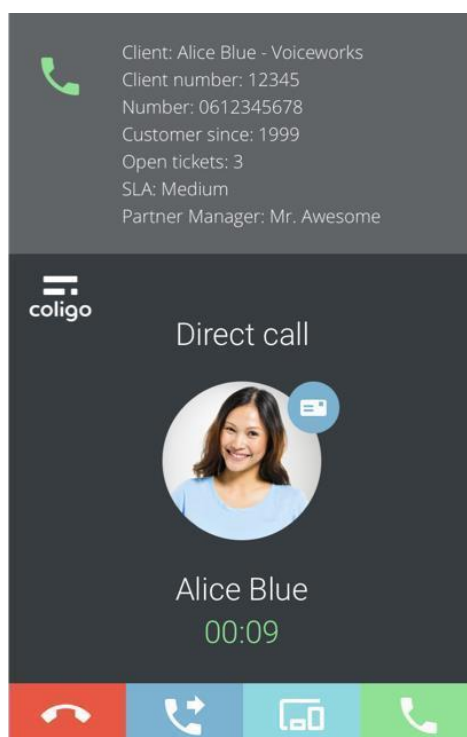 Client: Alice Blue - Voiceworks
Client number: 12345
Number: 0612345678
Customer since: 1999
Open tickets: 3
SLA: Medium
Partner Manager: Mr. Awesome
coligo
Direct call
Alice Blue
00:09